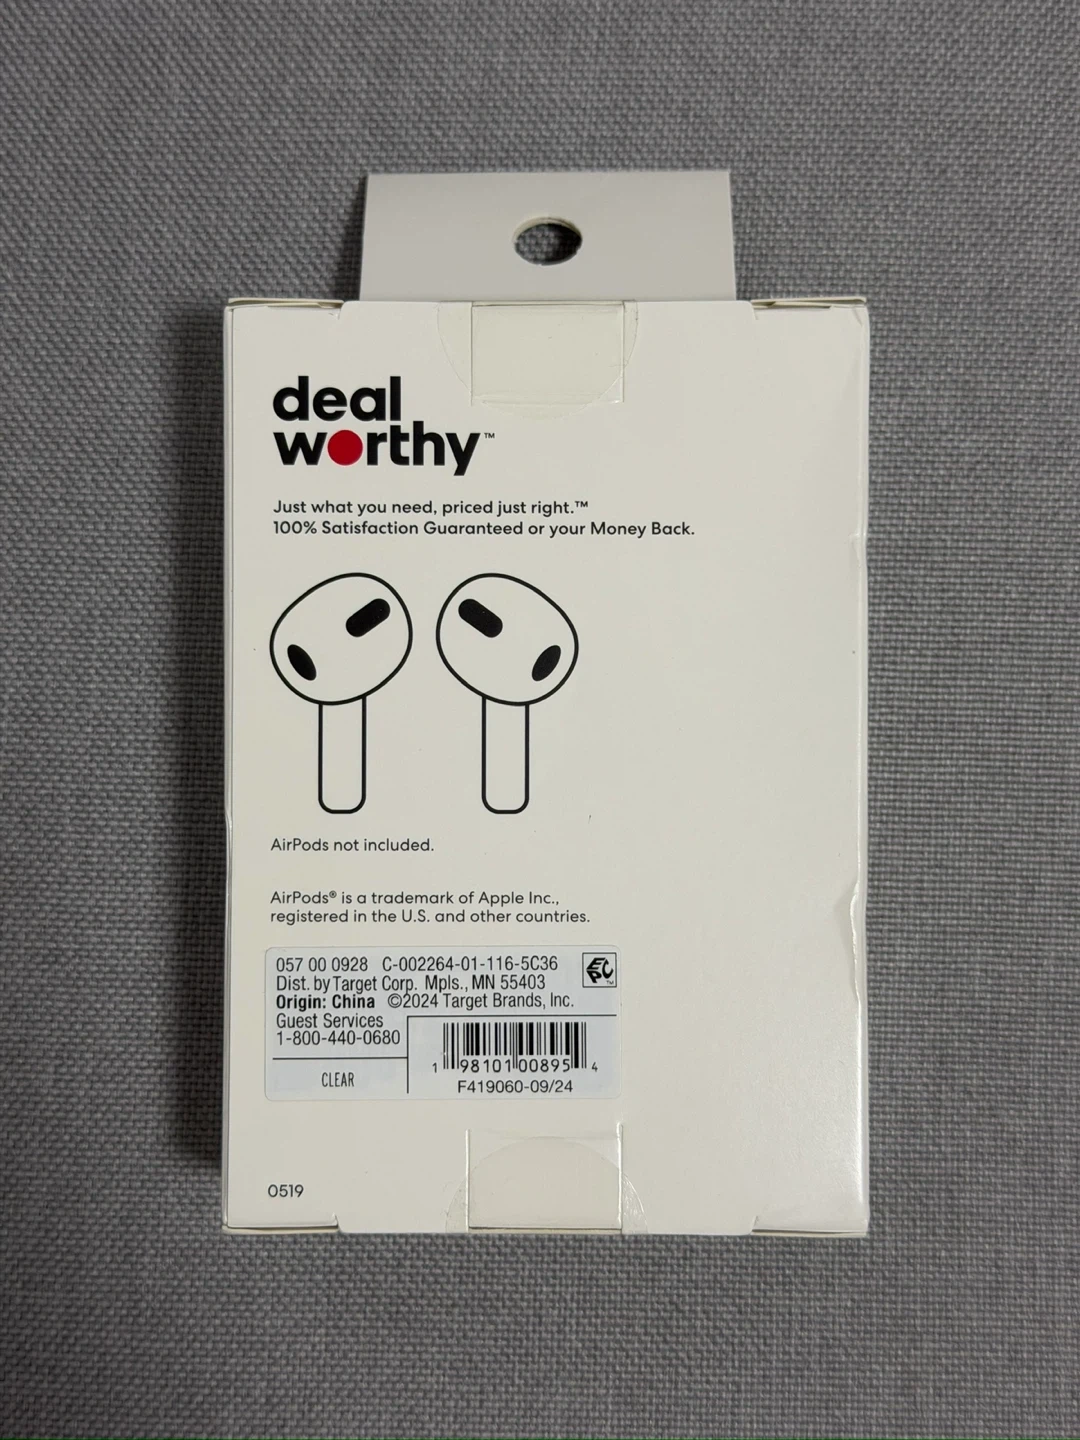 deal
worthy™
Just what you need, priced just right.™
100% Satisfaction Guaranteed or your Money Back.
AirPods not included.
AirPods® is a trademark of Apple Inc.,
registered in the U.S. and other countries.
057 00 0928 C-002264-01-116-5C36
Dist. by Target Corp. Mpls., MN 55403
Origin: China ©2024 Target Brands, Inc.
Guest Services
1-800-440-0680
CLEAR
EPC™
1 98101 00895 4
F419060-09/24
0519